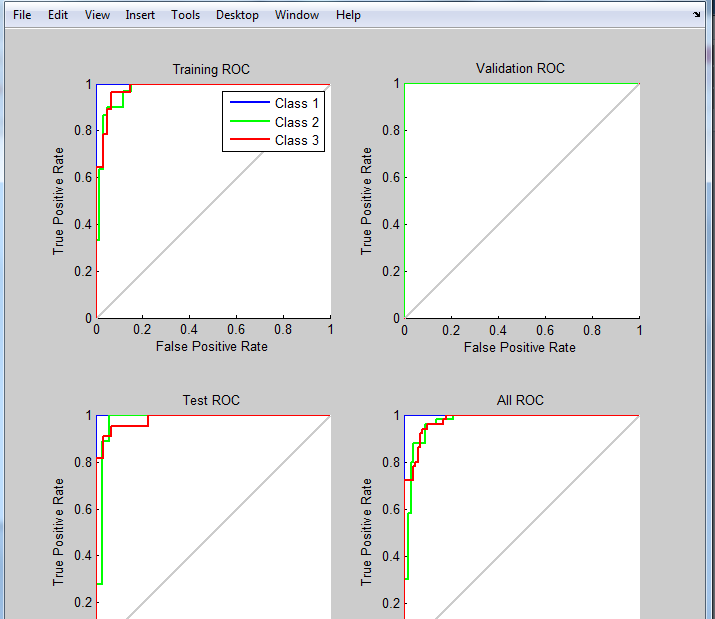 File Edit View Insert Tools Desktop Window Help
Training ROC
1
0.8
0.6
0.4
0.2
0
True Positive Rate
Class 1
Class 2
Class 3
0 0.2 0.4 0.6 0.8 1
False Positive Rate
Validation ROC
1
0.8
0.6
0.4
0.2
0
True Positive Rate
0 0.2 0.4 0.6 0.8 1
False Positive Rate
Test ROC
1
0.8
0.6
0.4
0.2
True Positive Rate
All ROC
1
0.8
0.6
0.4
0.2
True Positive Rate